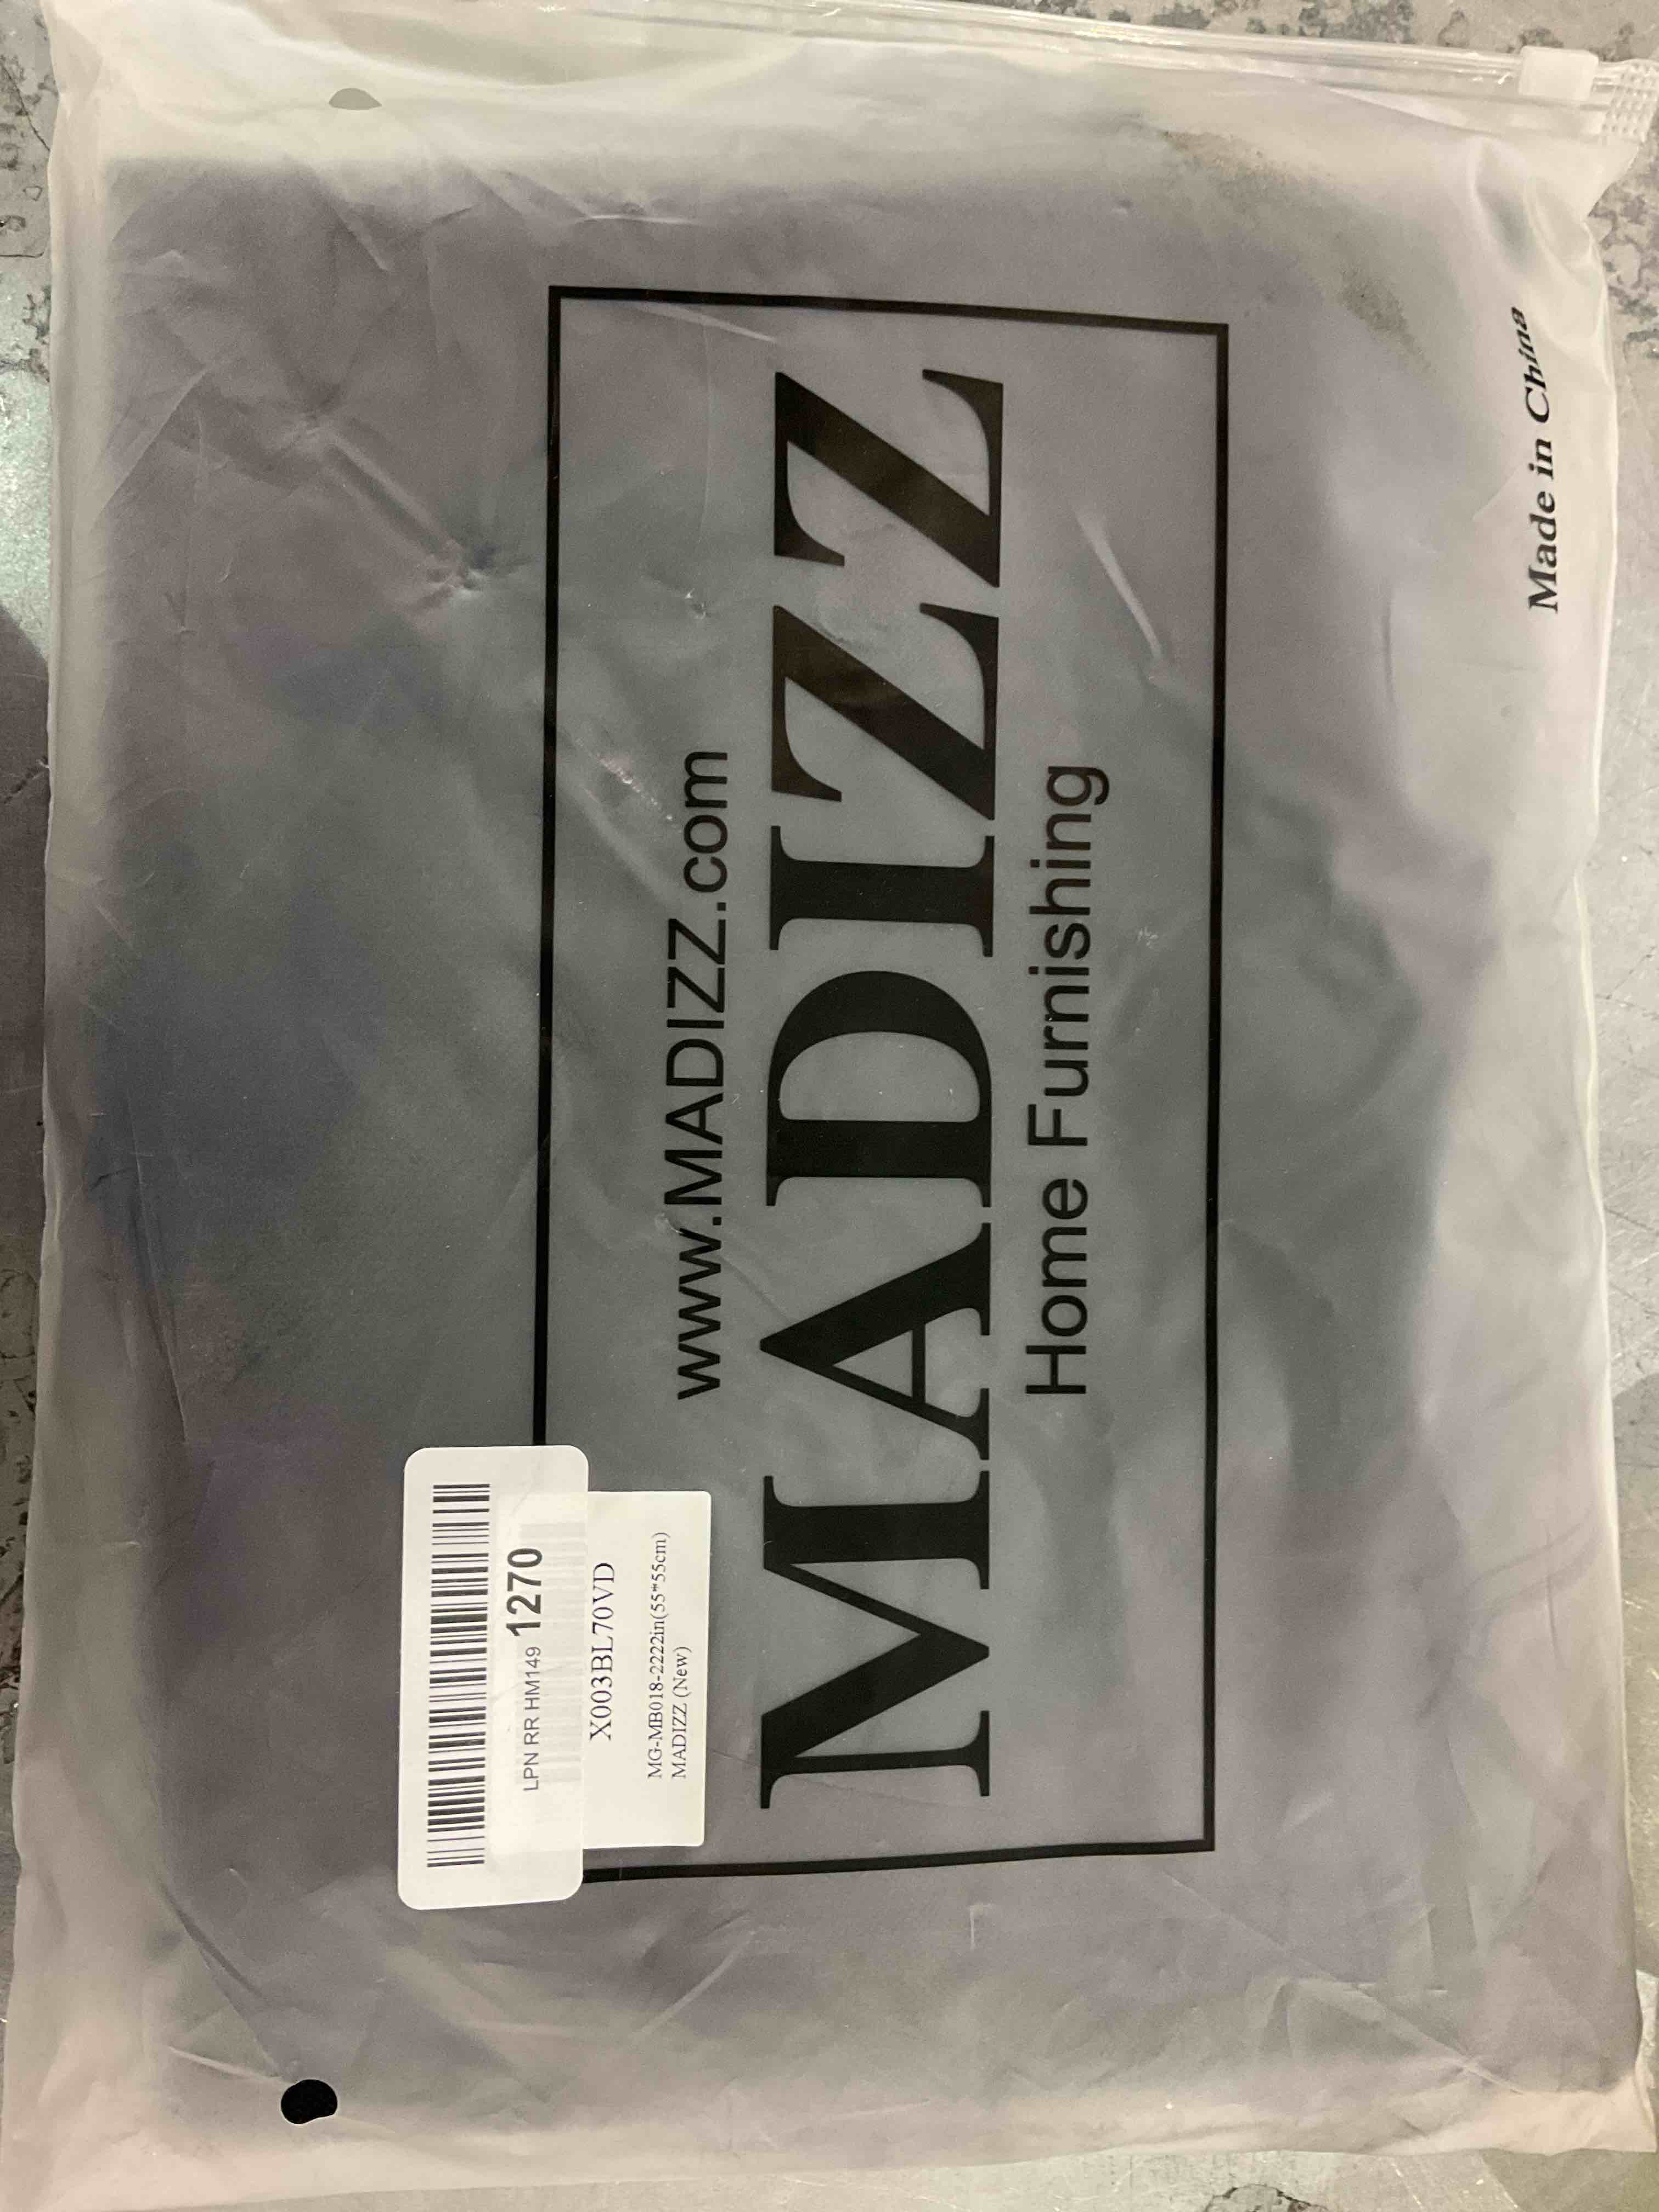 www.MADIZZ.com
MADIZZ
Home Furnishing
Made in China
LPN RR HM149 1270
X003BL70VD
MG-MB018-2222in(55*55cm)
MADIZZ (New)